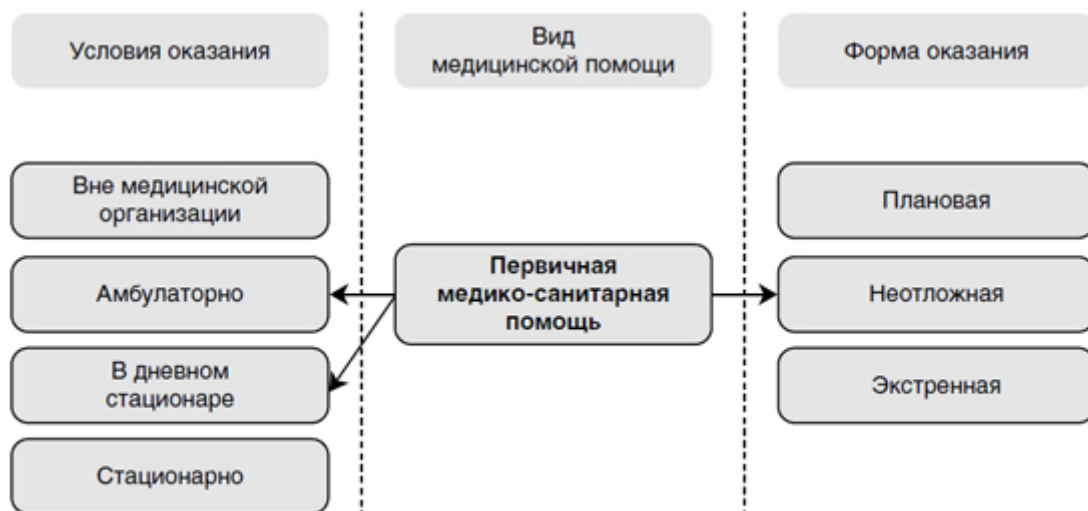 Условия оказания
Вид
медицинской помощи
Форма оказания
Вне медицинской
организации
Амбулаторно
В дневном
стационаре
Стационарно
Первичная
медико-санитарная
помощь
Плановая
Неотложная
Экстренная